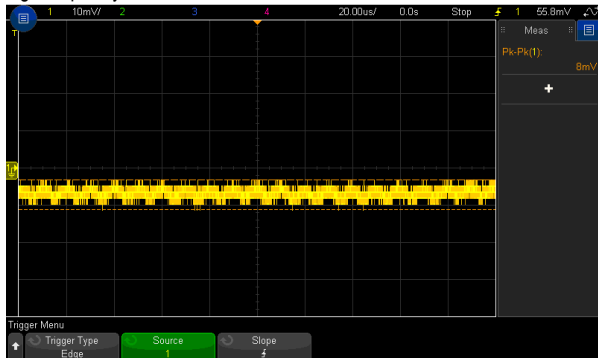 1 10mV/ 2 3 4 20.00us/ 0.0s Stop 1 55.8mV
T
Meas
Pk-Pk(1):
8mV
+
Trigger Menu
Trigger Type
Edge
Source
1
Slope